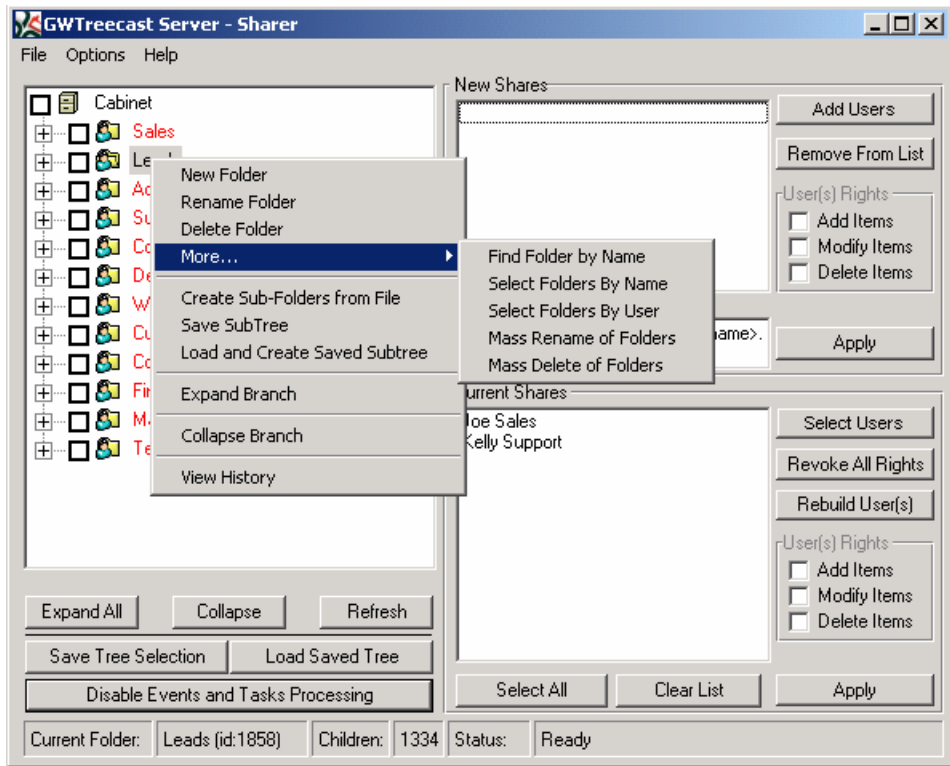 GWTreecast Server - Sharer
File Options Help
Cabinet
Sales
New Folder
Rename Folder
Delete Folder
More...
Create Sub-Folders from File
Save SubTree
Load and Create Saved Subtree
Expand Branch
Collapse Branch
View History
Find Folder by Name
Select Folders By Name
Select Folders By User
Mass Rename of Folders
Mass Delete of Folders
Expand All Collapse Refresh
Save Tree Selection Load Saved Tree
Disable Events and Tasks Processing
New Shares
Add Users
Remove From List
User(s) Rights
Add Items
Modify Items
Delete Items
Apply
Current Shares
Joe Sales
Kelly Support
Select Users
Revoke All Rights
Rebuild User(s)
User(s) Rights
Add Items
Modify Items
Delete Items
Select All Clear List Apply
Current Folder: Leads (id:1858) Children: 1334 Status: Ready